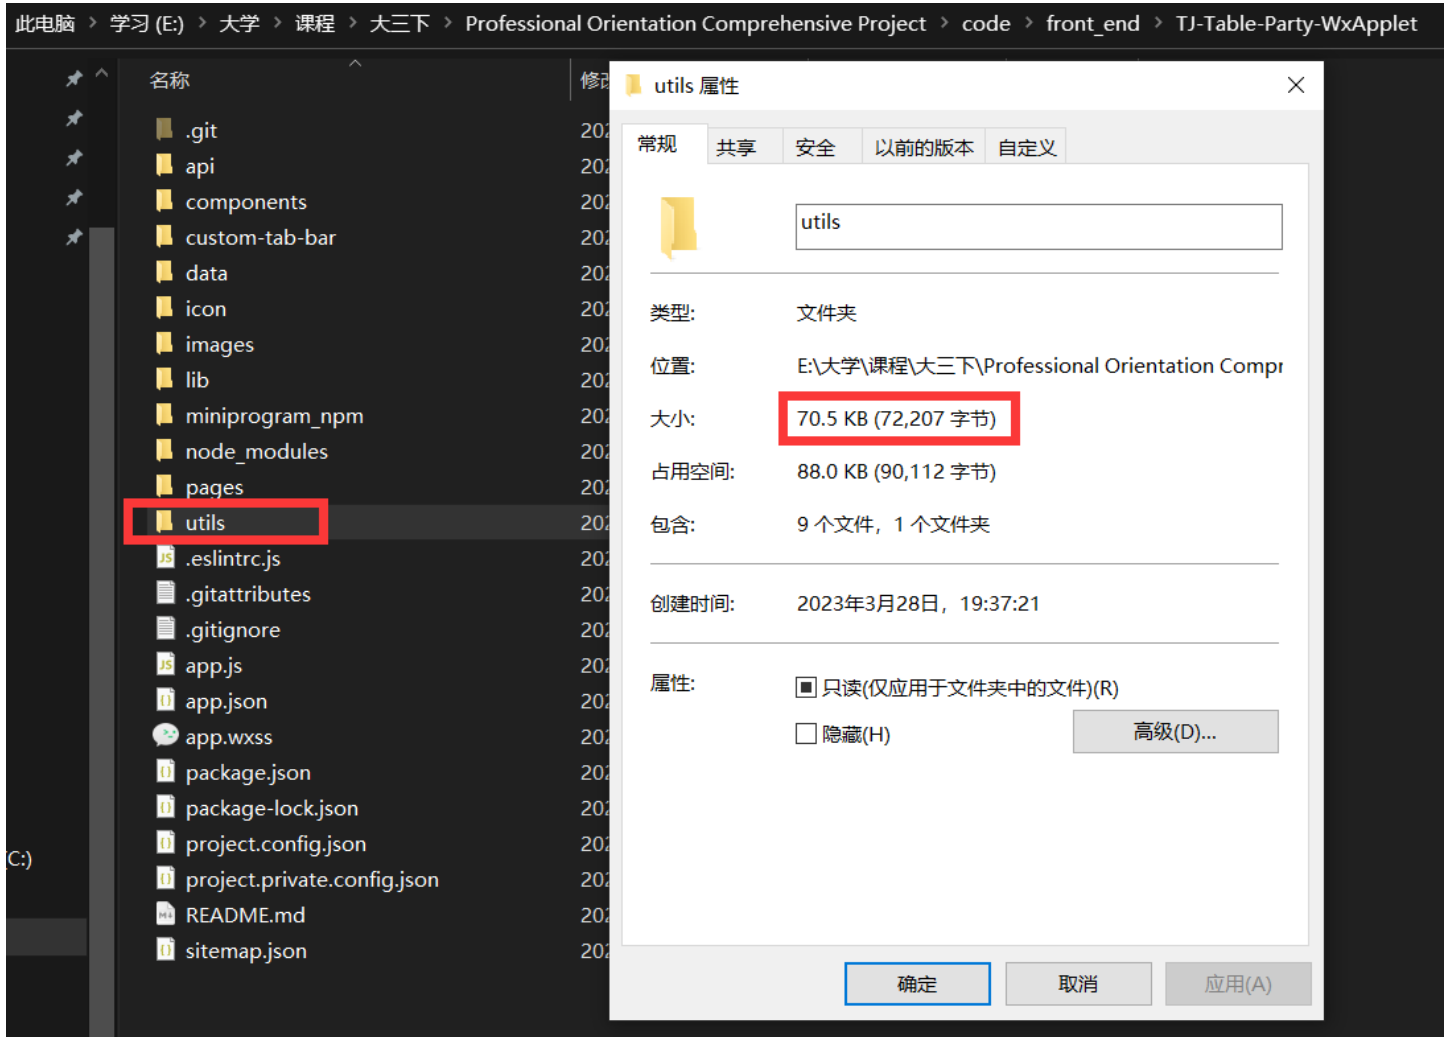 此电脑 > 学习 (E:) > 大学 > 课程 > 大三下 > Professional Orientation Comprehensive Project > code > front_end > TJ-Table-Party-WxApplet
名称
.git
api
components
custom-tab-bar
data
icon
images
lib
miniprogram_npm
node_modules
pages
utils
.eslintrc.js
.gitattributes
.gitignore
app.js
app.json
app.wxss
package.json
package-lock.json
project.config.json
project.private.config.json
README.md
sitemap.json
C:)
utils 属性
常规 共享 安全 以前的版本 自定义
utils
类型: 文件夹
位置: E:\大学\课程\大三下\Professional Orientation Compr
大小: 70.5 KB (72,207 字节)
占用空间: 88.0 KB (90,112 字节)
包含: 9 个文件，1 个文件夹
创建时间: 2023年3月28日，19:37:21
属性: 只读(仅应用于文件夹中的文件)(R)
隐藏(H) 高级(D)...
确定 取消 应用(A)